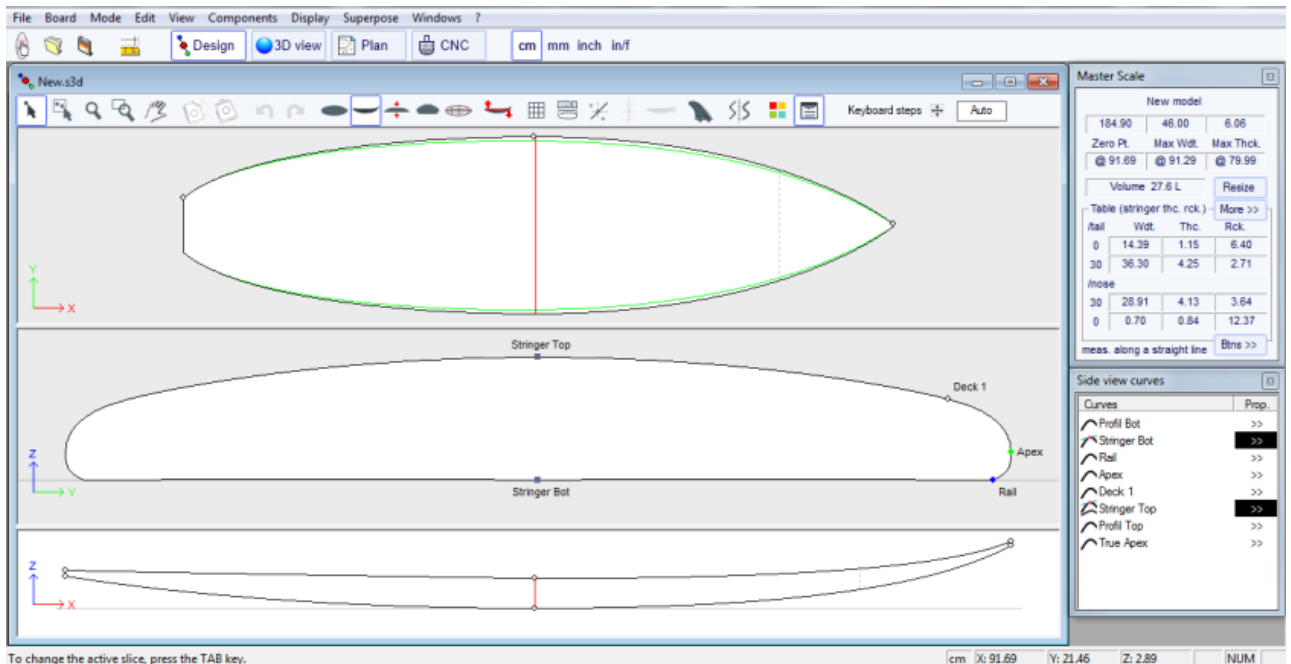 File Board Mode Edit View Components Display Superpose Windows ?
Design 3D view Plan CNC cm mm inch in/f
New.s3d
Keyboard steps Auto
Y
X
Stringer Top
Deck 1
Apex
Z
Y
Stringer Bot
Rail
Z
X
Master Scale
New model
184.90 46.00 6.06
Zero Pt. Max Wdt. Max Thck.
@ 91.69 @ 91.29 @ 79.99
Volume 27.6 L Resize
Table (stringer thc. rck.) More >>
/tail Wdt. Thc. Rck.
0 14.39 1.15 6.40
30 36.30 4.25 2.71
/nose
30 28.91 4.13 3.64
0 0.70 0.84 12.37
meas. along a straight line Btns >>
Side view curves
Curves Prop.
Profil Bot >>
Stringer Bot >>
Rail >>
Apex >>
Deck 1 >>
Stringer Top >>
Profil Top >>
True Apex >>
To change the active slice, press the TAB key. cm X: 91.69 Y: 21.46 Z: 2.89 NUM